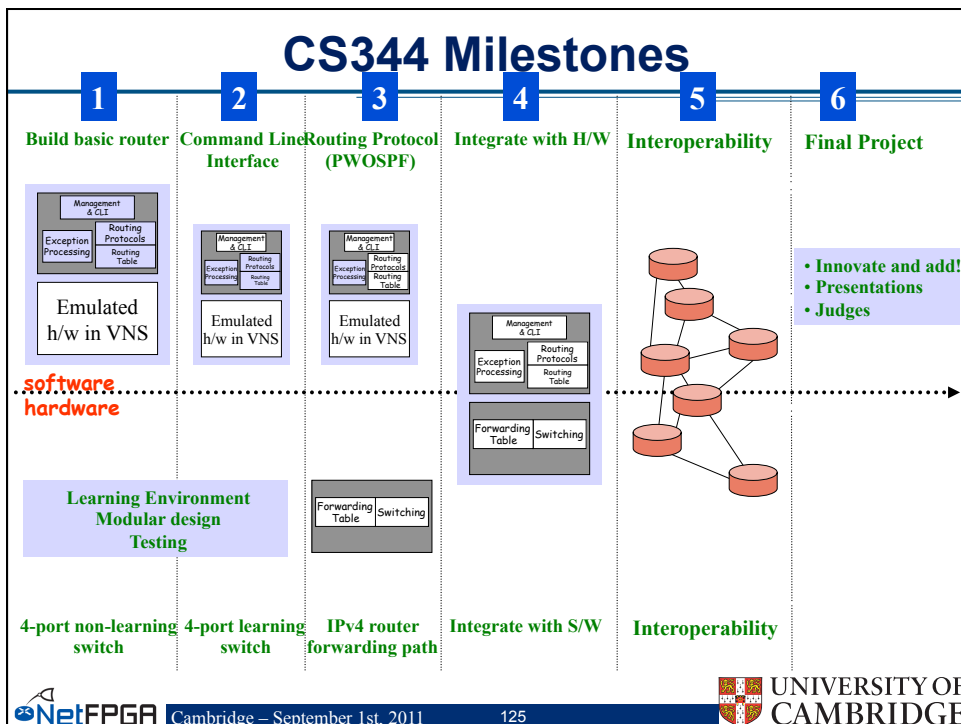 CS344 Milestones
1
2
3
4
5
6
Build basic router
Command Line
Interface
Routing Protocol
(PWOSPF)
Integrate with H/W
Interoperability
Final Project
Management
& CLI
Exception
Processing
Routing
Protocols
Routing
Table
Emulated
h/w in VNS
Management
& CLI
Exception
Processing
Routing
Protocols
Routing
Table
Emulated
h/w in VNS
Management
& CLI
Exception
Processing
Routing
Protocols
Routing
Table
Emulated
h/w in VNS
Management
& CLI
Exception
Processing
Routing
Protocols
Routing
Table
Forwarding
Table
Switching
• Innovate and add!
• Presentations
• Judges
software
hardware
Learning Environment
Modular design
Testing
Forwarding
Table
Switching
4-port non-learning
switch
4-port learning
switch
IPv4 router
forwarding path
Integrate with S/W
Interoperability
NetFPGA
Cambridge – September 1st, 2011
125
UNIVERSITY OF
CAMBRIDGE